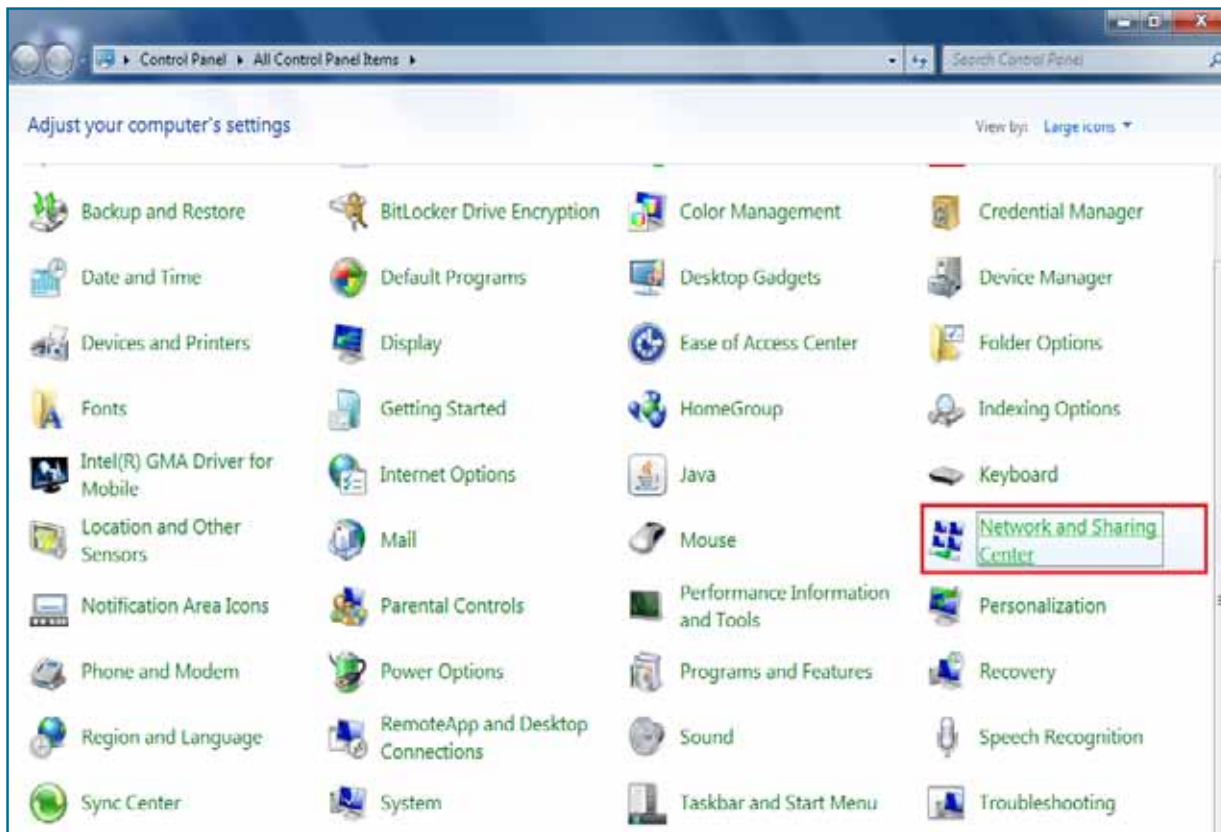 Control Panel All Control Panel Items
Search Control Panel
Adjust your computer's settings
View by: Large icons
Backup and Restore
BitLocker Drive Encryption
Color Management
Credential Manager
Date and Time
Default Programs
Desktop Gadgets
Device Manager
Devices and Printers
Display
Ease of Access Center
Folder Options
Fonts
Getting Started
HomeGroup
Indexing Options
Intel(R) GMA Driver for
Mobile
Internet Options
Java
Keyboard
Location and Other
Sensors
Mail
Mouse
Network and Sharing
Center
Notification Area Icons
Parental Controls
Performance Information
and Tools
Personalization
Phone and Modem
Power Options
Programs and Features
Recovery
Region and Language
RemoteApp and Desktop
Connections
Sound
Speech Recognition
Sync Center
System
Taskbar and Start Menu
Troubleshooting